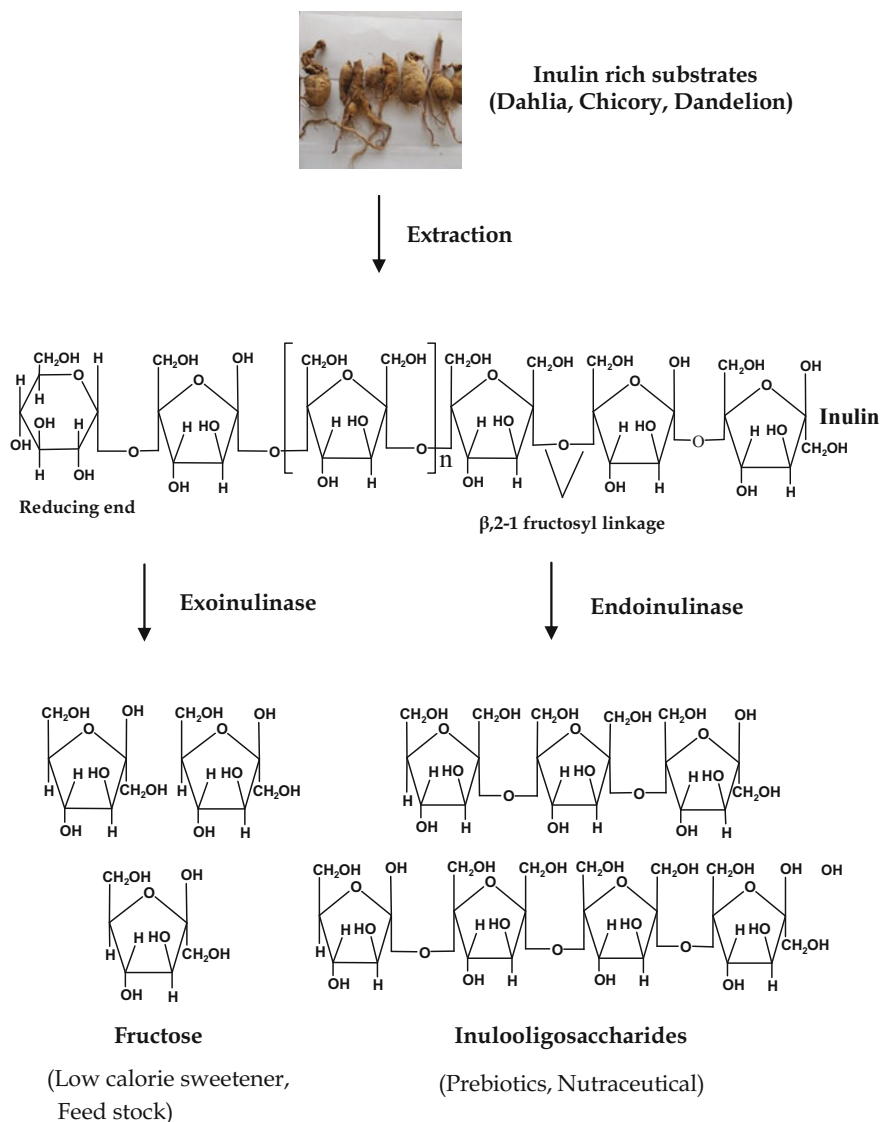 Inulin rich substrates
(Dahlia, Chicory, Dandelion)
Extraction
CH₂OH H CH₂OH OH CH₂OH CH₂OH CH₂OH CH₂OH CH₂OH OH CH₂OH OH
H O O O O O O
H H HO H HO H HO H HO H HO Inulin
OH OH H O O O n O O CH₂OH
H OH OH H OH H OH H OH H OH H
Reducing end
β,2-1 fructosyl linkage
Exoinulinase
Endoinulinase
CH₂OH OH CH₂OH OH
O O
H H HO CH₂OH H H HO CH₂OH
OH H OH H
CH₂OH OH
O
H H HO CH₂OH
OH H
CH₂OH CH₂OH CH₂OH CH₂OH CH₂OH OH
O O O
H H HO O H HO O H HO CH₂OH
OH H OH H OH H
CH₂OH OH CH₂OH CH₂OH CH₂OH CH₂OH CH₂OH OH OH
O O O O
H H HO O H HO O H HO O H HO CH₂OH
OH H OH H OH H OH H
Fructose
(Low calorie sweetener,
Feed stock)
Inulooligosaccharides
(Prebiotics, Nutraceutical)